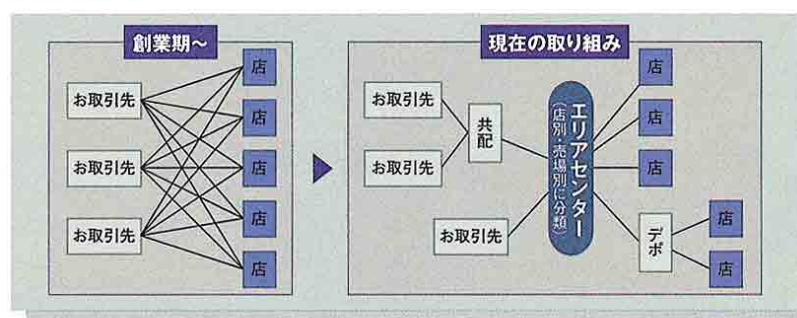 創業期～
お取引先
お取引先
お取引先
店
店
店
店
店
現在の取り組み
お取引先
お取引先
お取引先
共配
エリアセンター
(店別・売場別に分類)
店
店
店
デポ
店
店